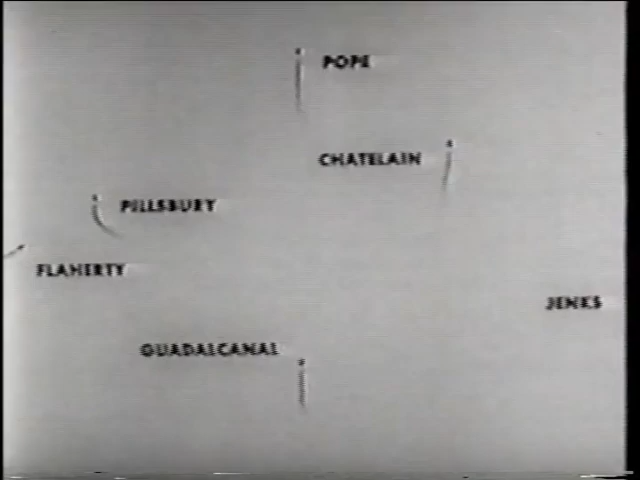 POPE
CHATELAIN
PILLSBURY
FLAHERTY
JENKS
GUADALCANAL